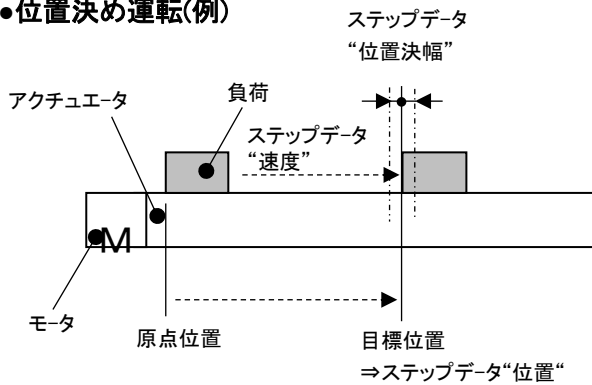 ●位置決め運転(例)
ステップデータ
“位置決幅”
アクチュエータ
負荷
ステップデータ
“速度”
M
モータ
原点位置
目標位置
⇒ステップデータ“位置“